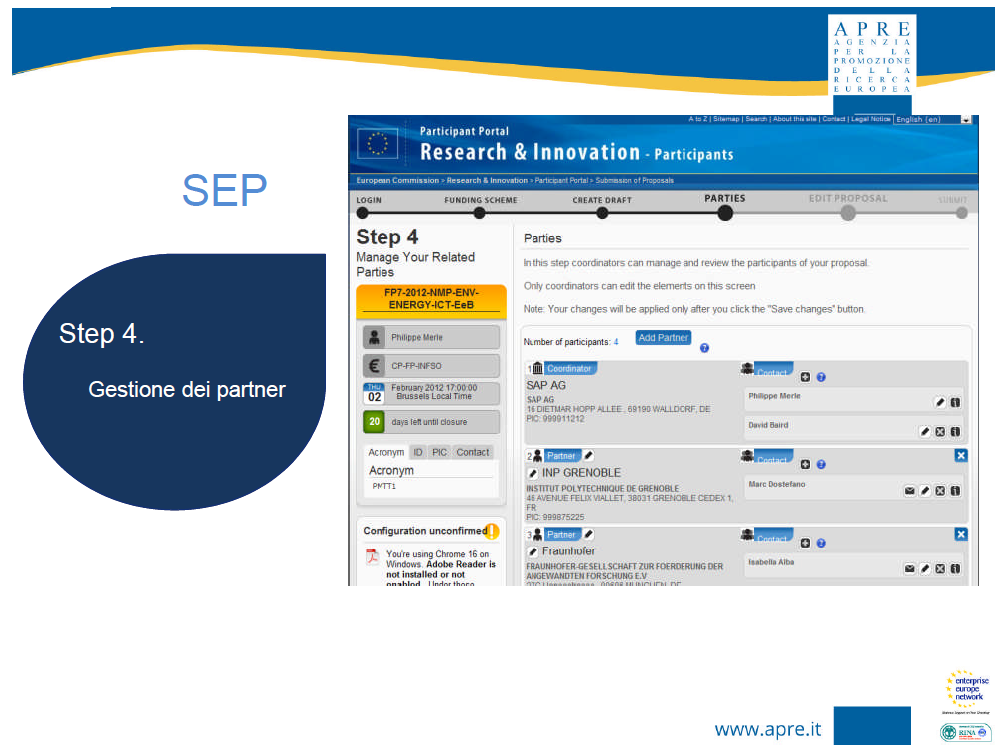 A P R E
A G E N Z I A
P E R L A
PROMOZIONE
D E L L A
R I C E R C A
E U R O P E A
SEP
Step 4.
Gestione dei partner
A to Z | Sitemap | Search | About this site | Contact | Legal Notice English (en)
Participant Portal
Research & Innovation - Participants
European Commission > Research & Innovation > Participant Portal > Submission of Proposals
LOGIN FUNDING SCHEME CREATE DRAFT PARTIES EDIT PROPOSAL SUBMIT
Step 4
Manage Your Related
Parties
FP7-2012-NMP-ENV-
ENERGY-ICT-EeB
Philippe Merle
€ CP-FP-INFSO
THU 02
February 2012 17:00:00
Brussels Local Time
20 days left until closure
Acronym ID PIC Contact
Acronym
PMTT1
Configuration unconfirmed
You're using Chrome 16 on
Windows. Adobe Reader is
not installed or not
enabled. Under these
Parties
In this step coordinators can manage and review the participants of your proposal.
Only coordinators can edit the elements on this screen
Note: Your changes will be applied only after you click the "Save changes" button.
Number of participants: 4 Add Partner
1 Coordinator
SAP AG
SAP AG
16 DIETMAR HOPP ALLEE , 69190 WALLDORF, DE
PIC: 999911212
Contact
Philippe Merle
David Baird
2 Partner
INP GRENOBLE
INSTITUT POLYTECHNIQUE DE GRENOBLE
46 AVENUE FELIX VIALLET, 38031 GRENOBLE CEDEX 1,
FR
PIC: 999875225
Contact
Marc Dostefano
3 Partner
Fraunhofer
FRAUNHOFER-GESELLSCHAFT ZUR FOERDERUNG DER
ANGEWANDTEN FORSCHUNG E.V
Contact
Isabella Alba
www.apre.it
enterprise
europe
network
RINA